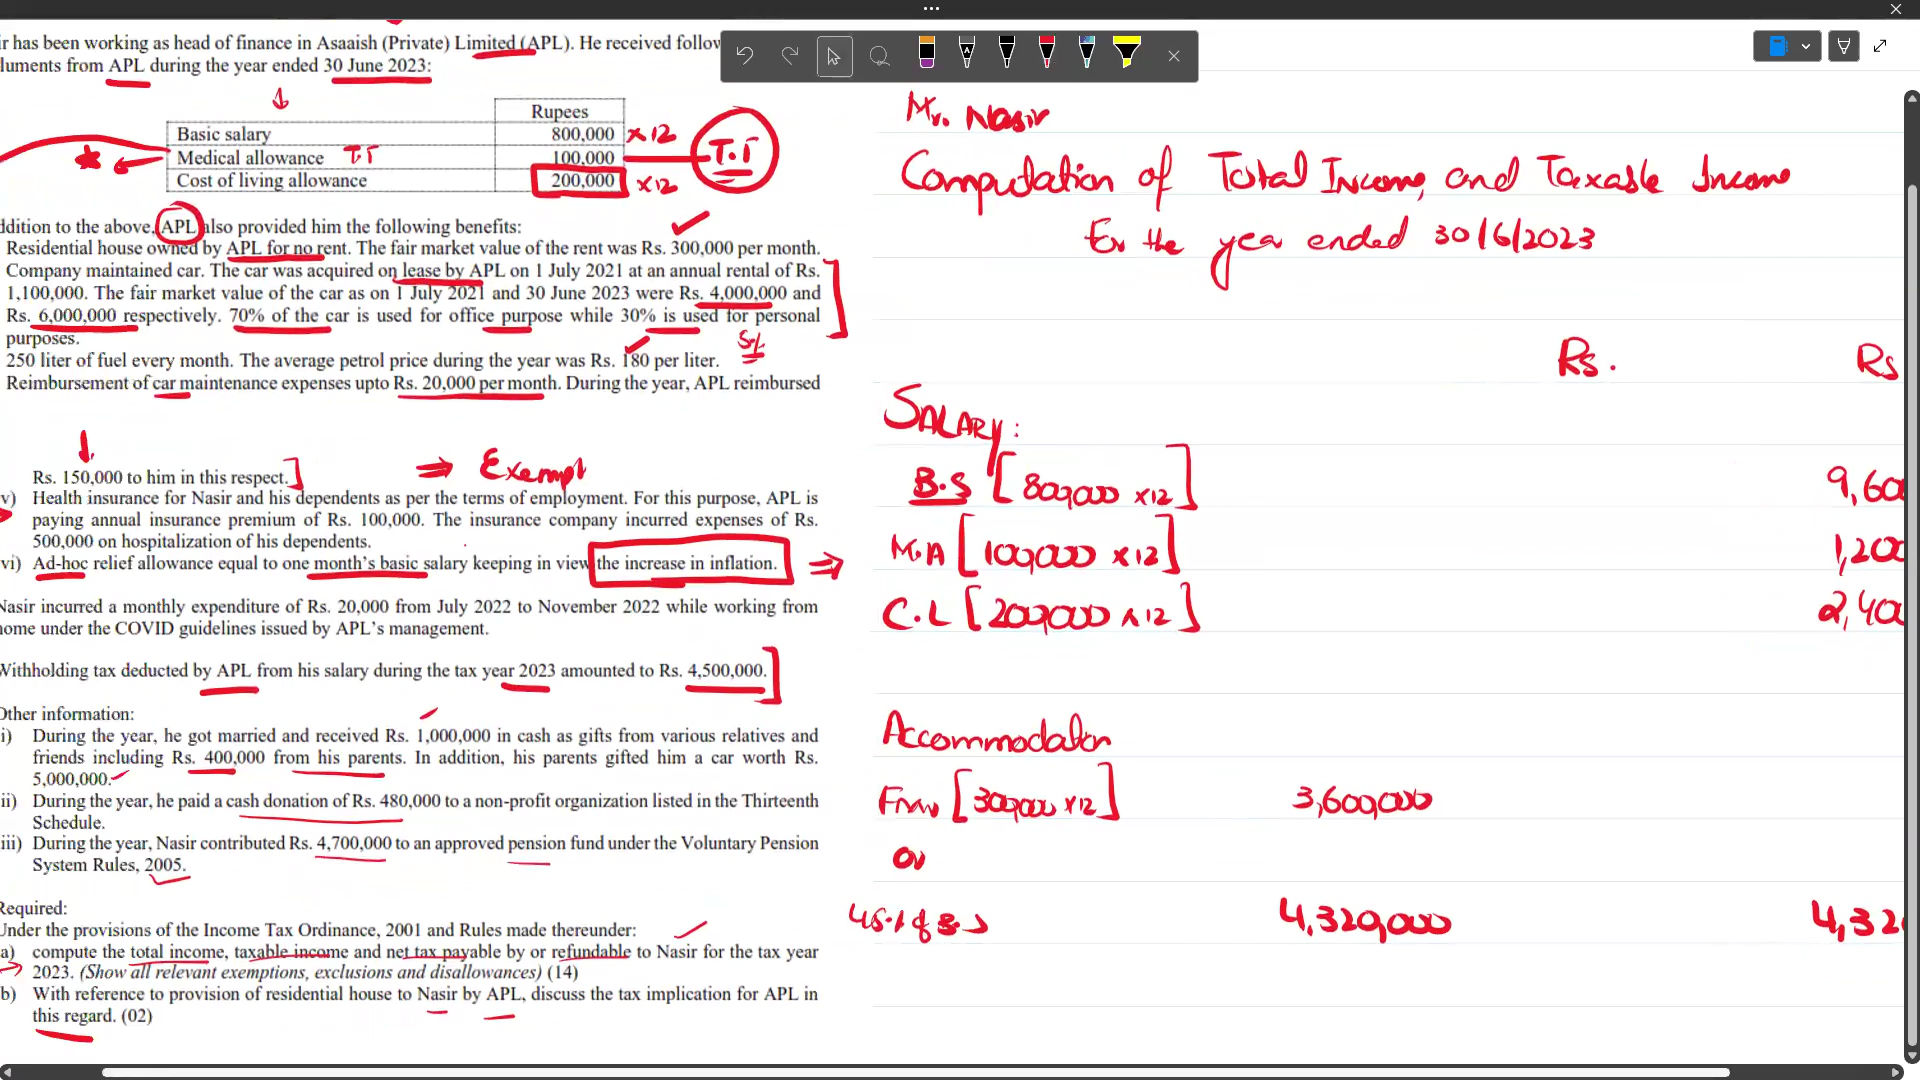 ir has been working as head of finance in Asaaish (Private) Limited (APL). He received follow
luments from APL during the year ended 30 June 2023:
Rupees
Basic salary 800,000 x12
Medical allowance T.T 100,000 T.T
Cost of living allowance 200,000 x12
ddition to the above, APL also provided him the following benefits:
Residential house owned by APL for no rent. The fair market value of the rent was Rs. 300,000 per month.
Company maintained car. The car was acquired on lease by APL on 1 July 2021 at an annual rental of Rs.
1,100,000. The fair market value of the car as on 1 July 2021 and 30 June 2023 were Rs. 4,000,000 and
Rs. 6,000,000 respectively. 70% of the car is used for office purpose while 30% is used for personal
purposes. 5%
250 liter of fuel every month. The average petrol price during the year was Rs. 180 per liter.
Reimbursement of car maintenance expenses upto Rs. 20,000 per month. During the year, APL reimbursed
Rs. 150,000 to him in this respect. ⇒ Exempt
v) Health insurance for Nasir and his dependents as per the terms of employment. For this purpose, APL is
paying annual insurance premium of Rs. 100,000. The insurance company incurred expenses of Rs.
500,000 on hospitalization of his dependents.
vi) Ad-hoc relief allowance equal to one month's basic salary keeping in view the increase in inflation. ⇒
Nasir incurred a monthly expenditure of Rs. 20,000 from July 2022 to November 2022 while working from
home under the COVID guidelines issued by APL's management.
Withholding tax deducted by APL from his salary during the tax year 2023 amounted to Rs. 4,500,000.
Other information:
i) During the year, he got married and received Rs. 1,000,000 in cash as gifts from various relatives and
friends including Rs. 400,000 from his parents. In addition, his parents gifted him a car worth Rs.
5,000,000.
ii) During the year, he paid a cash donation of Rs. 480,000 to a non-profit organization listed in the Thirteenth
Schedule.
iii) During the year, Nasir contributed Rs. 4,700,000 to an approved pension fund under the Voluntary Pension
System Rules, 2005.
Required:
Under the provisions of the Income Tax Ordinance, 2001 and Rules made thereunder:
a) compute the total income, taxable income and net tax payable by or refundable to Nasir for the tax year
2023. (Show all relevant exemptions, exclusions and disallowances) (14)
b) With reference to provision of residential house to Nasir by APL, discuss the tax implication for APL in
this regard. (02)
Mr. Nasir
Computation of Total Income and Taxable Income
For the year ended 30/6/2023
Rs. Rs
SALARY:
B.S [800,000 x12] 9,600
M.A [100,000 x12] 1,200
C.L [200,000 x12] 2,400
Accommodation
FMV [300,000 x12] 3,600,000
Or
45% of B.S 4,320,000 4,32